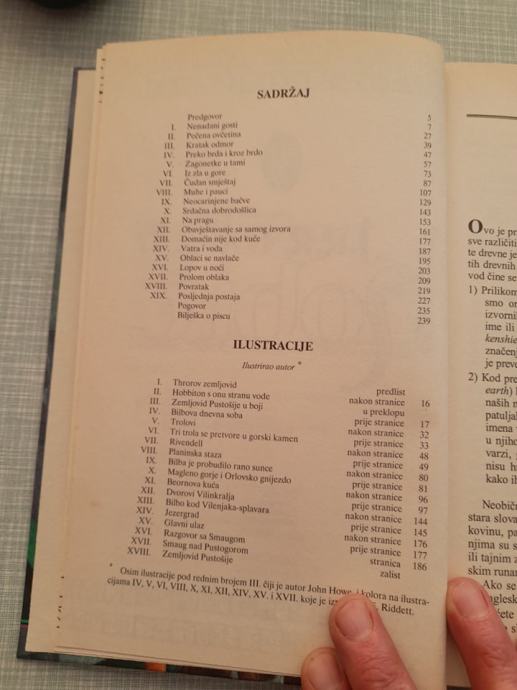 SADRŽAJ
Predgovor 5
I. Nenadani gosti 7
II. Pečena ovčetina 27
III. Kratak odmor 39
IV. Preko brda i kroz brdo 47
V. Zagonetke u tami 57
VI. Iz zla u gore 73
VII. Čudan smještaj 87
VIII. Muhe i pauci 107
IX. Neocarinjene bačve 129
X. Srdačna dobrodošlica 143
XI. Na pragu 153
XII. Obavještavanje sa samog izvora 161
XIII. Domaćin nije kod kuće 177
XIV. Vatra i voda 187
XV. Oblaci se navlače 195
XVI. Lopov u noći 203
XVII. Prolom oblaka 209
XVIII. Povratak 219
XIX. Posljednja postaja 227
Pogovor 235
Bilješka o piscu 239
ILUSTRACIJE
Ilustrirao autor *
I. Throrov zemljovid predlist
II. Hobbiton s onu stranu vode nakon stranice 16
III. Zemljovid Pustošije u boji u preklopu
IV. Bilbova dnevna soba prije stranice 17
V. Trolovi nakon stranice 32
VI. Tri trola se pretvore u gorski kamen prije stranice 33
VII. Rivendell nakon stranice 48
VIII. Planinska staza prije stranice 49
IX. Bilba je probudilo rano sunce nakon stranice 80
X. Magleno gorje i Orlovsko gnijezdo prije stranice 81
XI. Beornova kuća nakon stranice 96
XII. Dvorovi Vilinkralja prije stranice 97
XIII. Bilbo kod Vilenjaka-splavara nakon stranice 144
XIV. Jezergrad prije stranice 145
XV. Glavni ulaz nakon stranice 176
XVI. Razgovor sa Smaugom prije stranice 177
XVII. Smaug nad Pustogorom stranica 186
XVIII. Zemljovid Pustošije zalist
* Osim ilustracije pod rednim brojem III. čiji je autor John Howe, i kolora na ilustra-
cijama IV, V, VI, VIII, X, XI, XII, XIV, XV, i XVII. koje je Riddett.
Ovo je pr
sve različiti
te drevne je
tih drevnih
vod čine se
1) Prilikom
smo or
izvorni
ime ili
kenshie
značen
je preve
2) Kod pre
earth)
naših n
patulja
imena
u njiho
varzi,
nisu h
kako il
Neobičn
stara slova
kovinu, pa
njima su s
ili tajnim z
skim runan
Ako se
maglesk
ćete